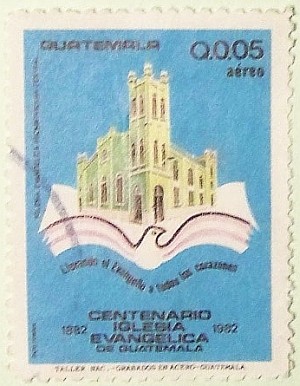 GUATEMALA Q.0.05
aéreo
Llevando el Evangelio a todos los corazones
CENTENARIO
1882 IGLESIA 1982
EVANGELICA
DE GUATEMALA
TALLER NAC. - GRABADOS EN ACERO - GUATEMALA